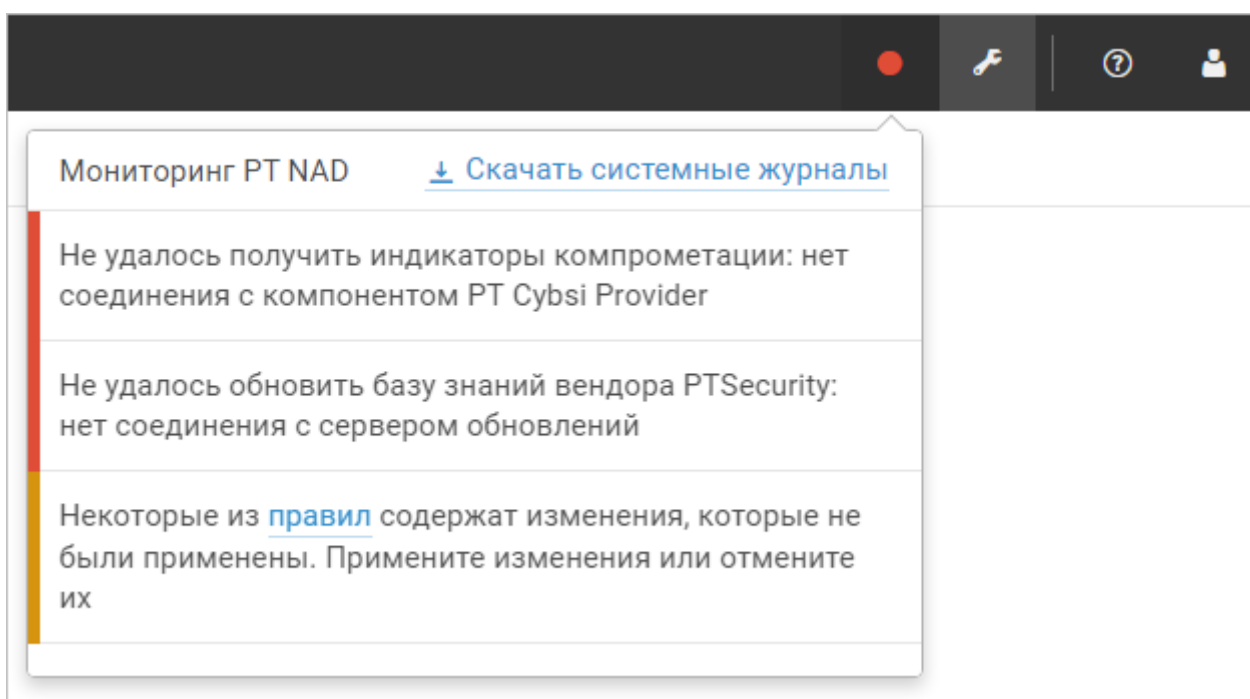 Мониторинг PT NAD
Скачать системные журналы
Не удалось получить индикаторы компрометации: нет
соединения с компонентом PT Cybsi Provider
Не удалось обновить базу знаний вендора PTSecurity:
нет соединения с сервером обновлений
Некоторые из правил содержат изменения, которые не
были применены. Примените изменения или отмените
их